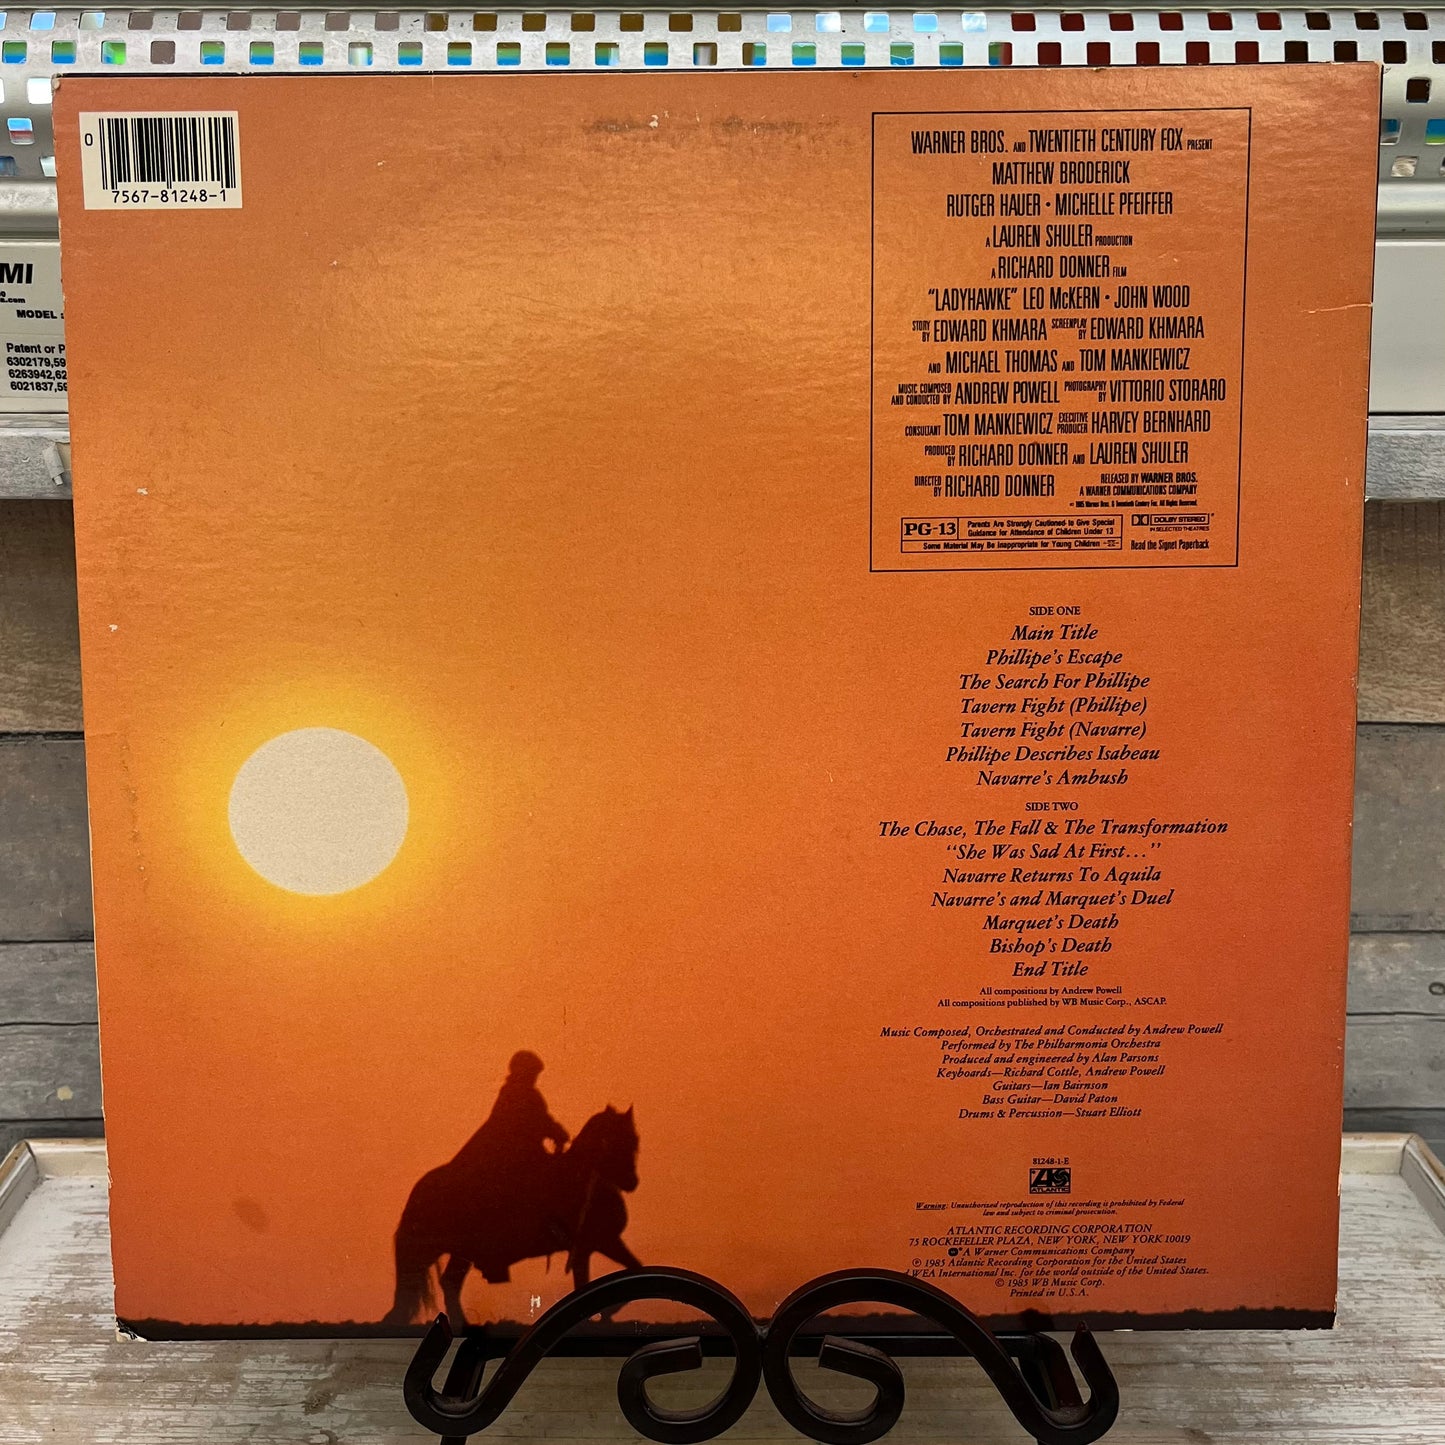 0
7567-81248-1
MI
MODEL
Patent or P
6302179,59
6263942,62
6021837,59
WARNER BROS. AND TWENTIETH CENTURY FOX PRESENT
MATTHEW BRODERICK
RUTGER HAUER • MICHELLE PFEIFFER
A LAUREN SHULER PRODUCTION
A RICHARD DONNER FILM
"LADYHAWKE" LEO McKERN • JOHN WOOD
STORY BY EDWARD KHMARA SCREENPLAY BY EDWARD KHMARA
AND MICHAEL THOMAS AND TOM MANKIEWICZ
MUSIC COMPOSED AND CONDUCTED BY ANDREW POWELL PHOTOGRAPHY BY VITTORIO STORARO
CONSULTANT TOM MANKIEWICZ EXECUTIVE PRODUCER HARVEY BERNHARD
PRODUCED BY RICHARD DONNER AND LAUREN SHULER
DIRECTED BY RICHARD DONNER RELEASED BY WARNER BROS.
A WARNER COMMUNICATIONS COMPANY
1985 Warner Bros. & Twentieth Century Fox. All Rights Reserved.
PG-13 Parents Are Strongly Cautioned to Give Special
Guidance for Attendance of Children Under 13
Some Material May Be Inappropriate for Young Children
DOLBY STEREO
IN SELECTED THEATRES
Read the Signet Paperback
SIDE ONE
Main Title
Phillipe's Escape
The Search For Phillipe
Tavern Fight (Phillipe)
Tavern Fight (Navarre)
Phillipe Describes Isabeau
Navarre's Ambush
SIDE TWO
The Chase, The Fall & The Transformation
"She Was Sad At First..."
Navarre Returns To Aquila
Navarre's and Marquet's Duel
Marquet's Death
Bishop's Death
End Title
All compositions by Andrew Powell
All compositions published by WB Music Corp., ASCAP.
Music Composed, Orchestrated and Conducted by Andrew Powell
Performed by The Philharmonia Orchestra
Produced and engineered by Alan Parsons
Keyboards—Richard Cottle, Andrew Powell
Guitars—Ian Bairnson
Bass Guitar—David Paton
Drums & Percussion—Stuart Elliott
81248-1-E
ATLANTIC
Warning: Unauthorized reproduction of this recording is prohibited by Federal
law and subject to criminal prosecution.
ATLANTIC RECORDING CORPORATION
75 ROCKEFELLER PLAZA, NEW YORK, NEW YORK 10019
A Warner Communications Company
℗ 1985 Atlantic Recording Corporation for the United States
WEA International Inc. for the world outside of the United States.
© 1985 WB Music Corp.
Printed in U.S.A.